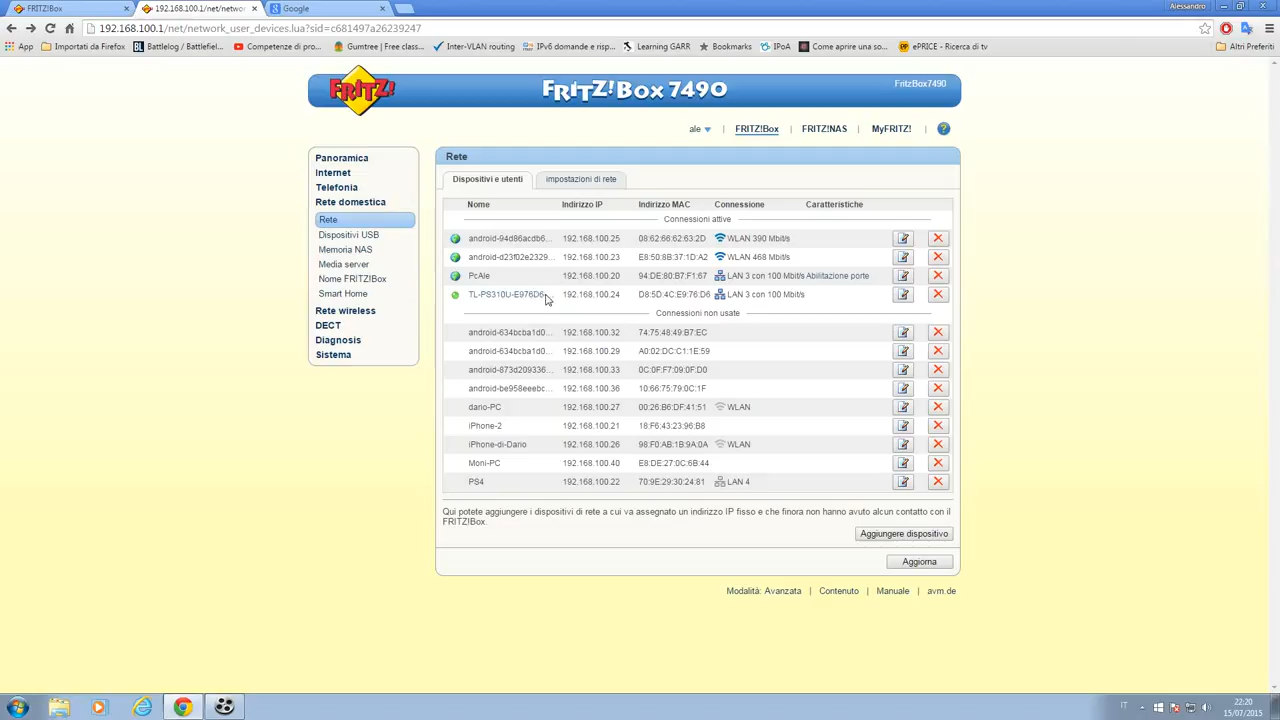 FRITZ!Box
192.168.100.1/net/networ
Google
Alessandro
192.168.100.1/net/network_user_devices.lua?sid=c681497a26239247
App
Importati da Firefox
Battlelog / Battlefiel...
Competenze di pro...
Gumtree | Free class...
Inter-VLAN routing
IPv6 domande e risp...
Learning GARR
Bookmarks
IPoA
Come aprire una so...
ePRICE - Ricerca di tv
Altri Preferiti
FRITZ!
FRITZ!Box 7490
FritzBox7490
ale | FRITZ!Box | FRITZ!NAS | MyFRITZ! | ?
Panoramica
Internet
Telefonia
Rete domestica
Rete
Dispositivi USB
Memoria NAS
Media server
Nome FRITZ!Box
Smart Home
Rete wireless
DECT
Diagnosis
Sistema
Rete
Dispositivi e utenti
impostazioni di rete
Nome Indirizzo IP Indirizzo MAC Connessione Caratteristiche
Connessioni attive
android-94d86acdb6... 192.168.100.25 08:62:66:62:63:2D WLAN 390 Mbit/s
android-d23f02e2329... 192.168.100.23 E8:50:8B:37:1D:A2 WLAN 468 Mbit/s
PcAle 192.168.100.20 94:DE:80:B7:F1:67 LAN 3 con 100 Mbit/s Abilitazione porte
TL-PS310U-E976D6 192.168.100.24 D8:5D:4C:E9:76:D6 LAN 3 con 100 Mbit/s
Connessioni non usate
android-634bcba1d0... 192.168.100.32 74:75:48:49:B7:EC
android-634bcba1d0... 192.168.100.29 A0:02:DC:C1:1E:59
android-873d209336... 192.168.100.33 0C:0F:F7:09:0F:D0
android-be958eeebc... 192.168.100.36 10:66:75:79:0C:1F
dario-PC 192.168.100.27 00:26:B6:DF:41:51 WLAN
iPhone-2 192.168.100.21 18:F6:43:23:96:B8
iPhone-di-Dario 192.168.100.26 98:F0:AB:1B:9A:0A WLAN
Moni-PC 192.168.100.40 E8:DE:27:0C:6B:44
PS4 192.168.100.22 70:9E:29:30:24:81 LAN 4
Qui potete aggiungere i dispositivi di rete a cui va assegnato un indirizzo IP fisso e che finora non hanno avuto alcun contatto con il
FRITZ!Box.
Aggiungere dispositivo
Aggiorna
Modalità: Avanzata | Contenuto | Manuale | avm.de
IT
22:20
15/07/2015